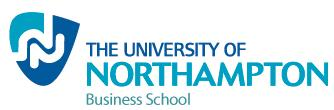 THE UNIVERSITY OF
NORTHAMPTON
Business School